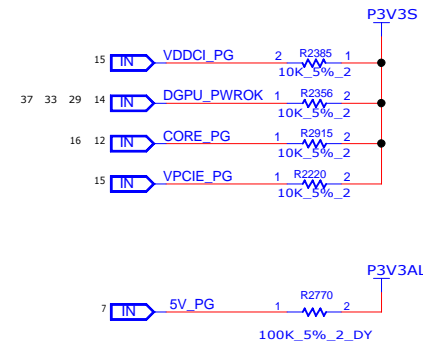 P3V3S
15 IN VDDCI_PG 2 R2385 1
10K_5%_2
37 33 29 14 IN DGPU_PWROK 1 R2356 2
10K_5%_2
16 12 IN CORE_PG 1 R2915 2
10K_5%_2
15 IN VPCIE_PG 1 R2220 2
10K_5%_2
P3V3AL
7 IN 5V_PG 1 R2770 2
100K_5%_2_DY